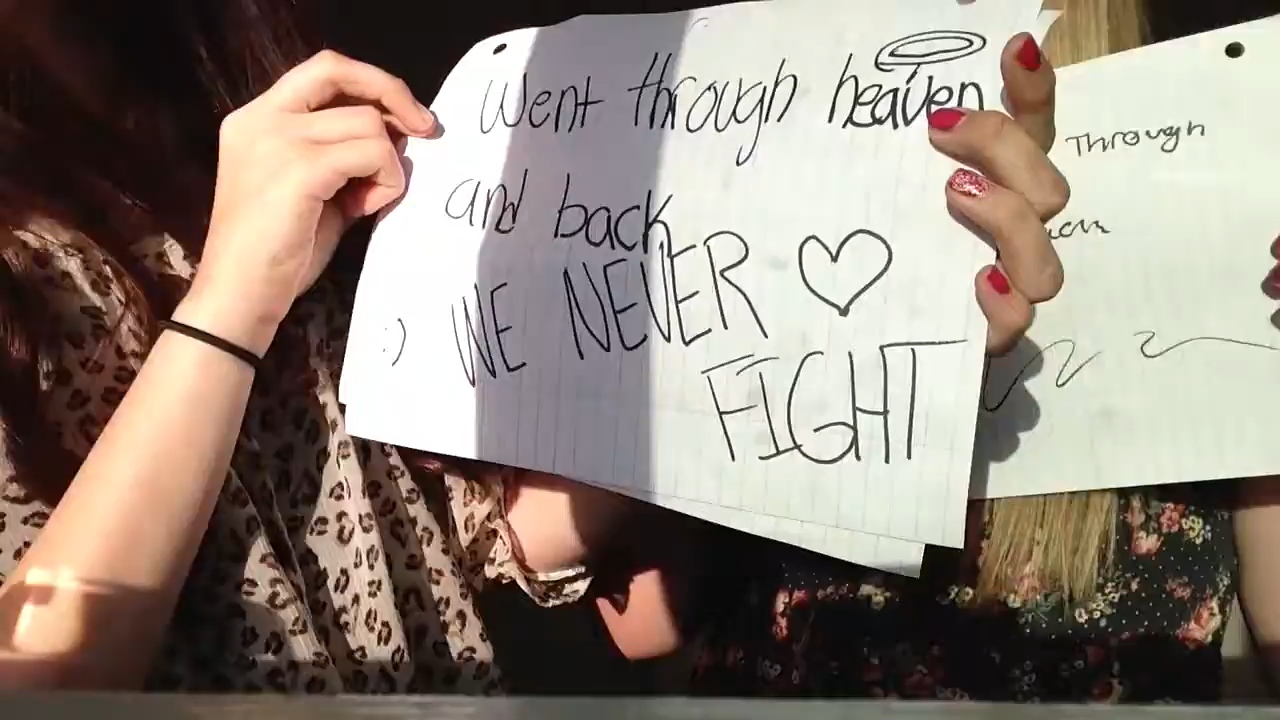 Went through heaven
and back
:) WE NEVER
FIGHT
Through